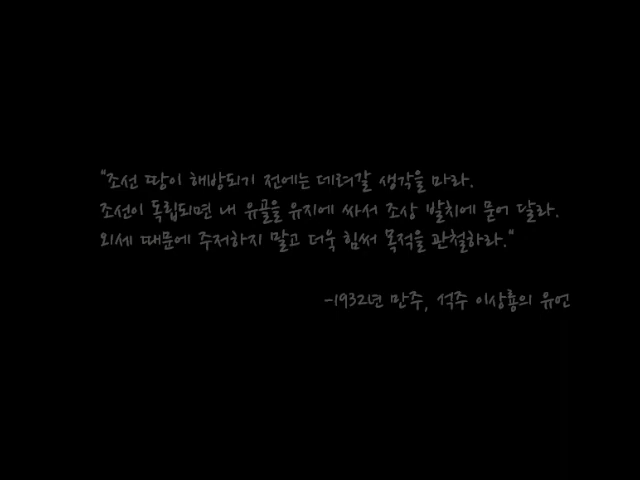 "조선 땅이 해방되기 전에는 데려갈 생각을 마라.
조선이 독립되면 내 유골을 유지에 싸서 조상 발치에 묻어 달라.
외세 때문에 주저하지 말고 더욱 힘써 목적을 관철하라."
-1932년 만주, 석주 이상룡의 유언